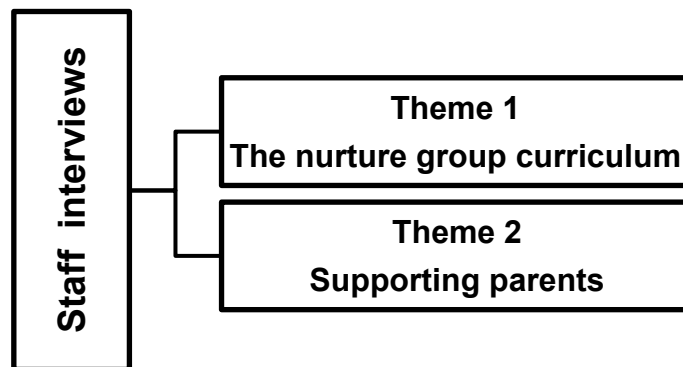 Staff interviews
Theme 1
The nurture group curriculum
Theme 2
Supporting parents